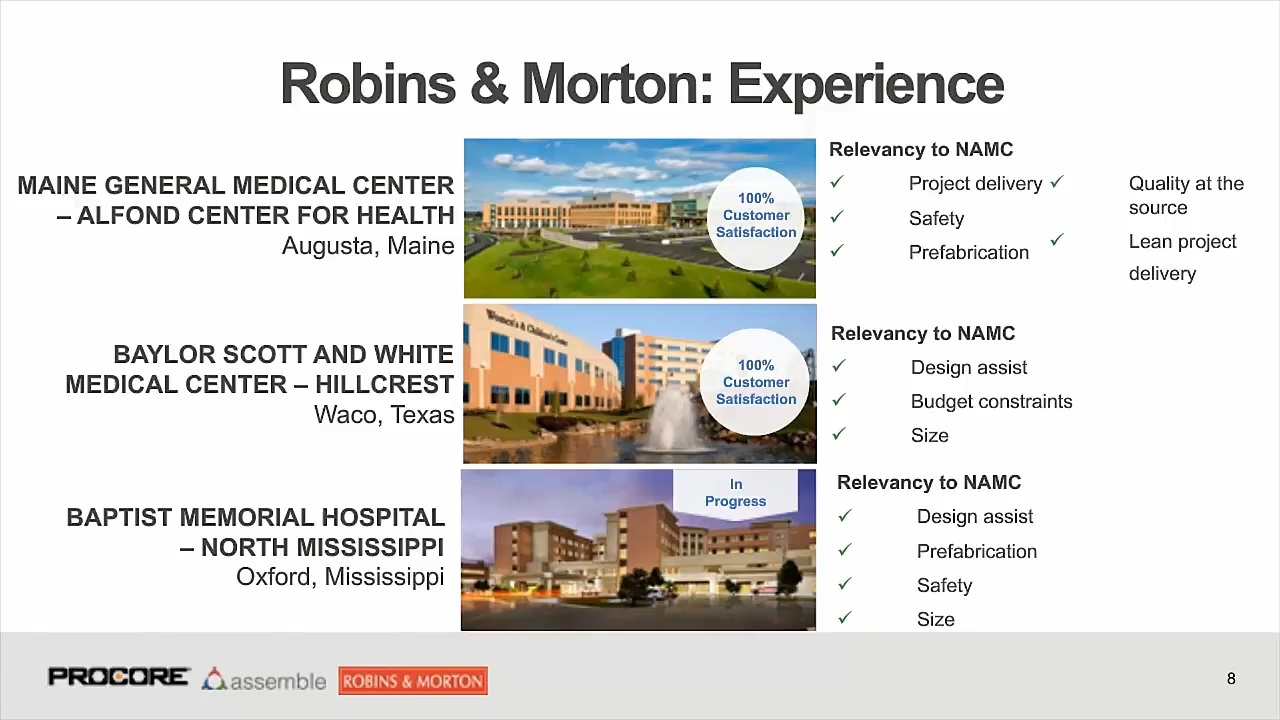 Robins & Morton: Experience
MAINE GENERAL MEDICAL CENTER
– ALFOND CENTER FOR HEALTH
Augusta, Maine
100%
Customer
Satisfaction
Relevancy to NAMC
✓ Project delivery
✓ Safety
✓ Prefabrication
✓ Quality at the
source
✓ Lean project
delivery
BAYLOR SCOTT AND WHITE
MEDICAL CENTER – HILLCREST
Waco, Texas
Women's & Children's Center
100%
Customer
Satisfaction
Relevancy to NAMC
✓ Design assist
✓ Budget constraints
✓ Size
BAPTIST MEMORIAL HOSPITAL
– NORTH MISSISSIPPI
Oxford, Mississippi
In
Progress
Relevancy to NAMC
✓ Design assist
✓ Prefabrication
✓ Safety
✓ Size
PROCORE
assemble
ROBINS & MORTON
8